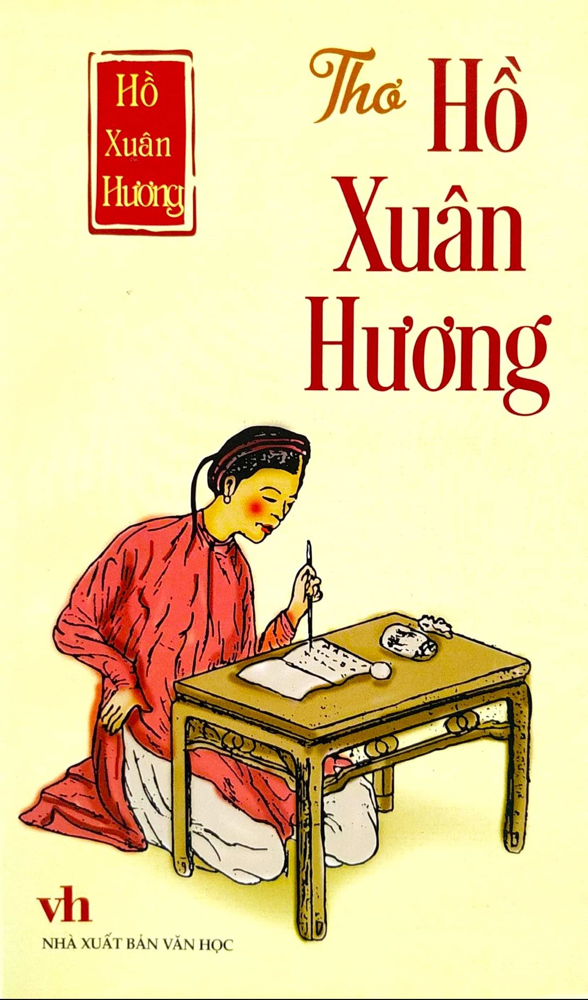 Hồ
Xuân
Hương
Thơ Hồ
Xuân
Hương
vh
NHÀ XUẤT BẢN VĂN HỌC